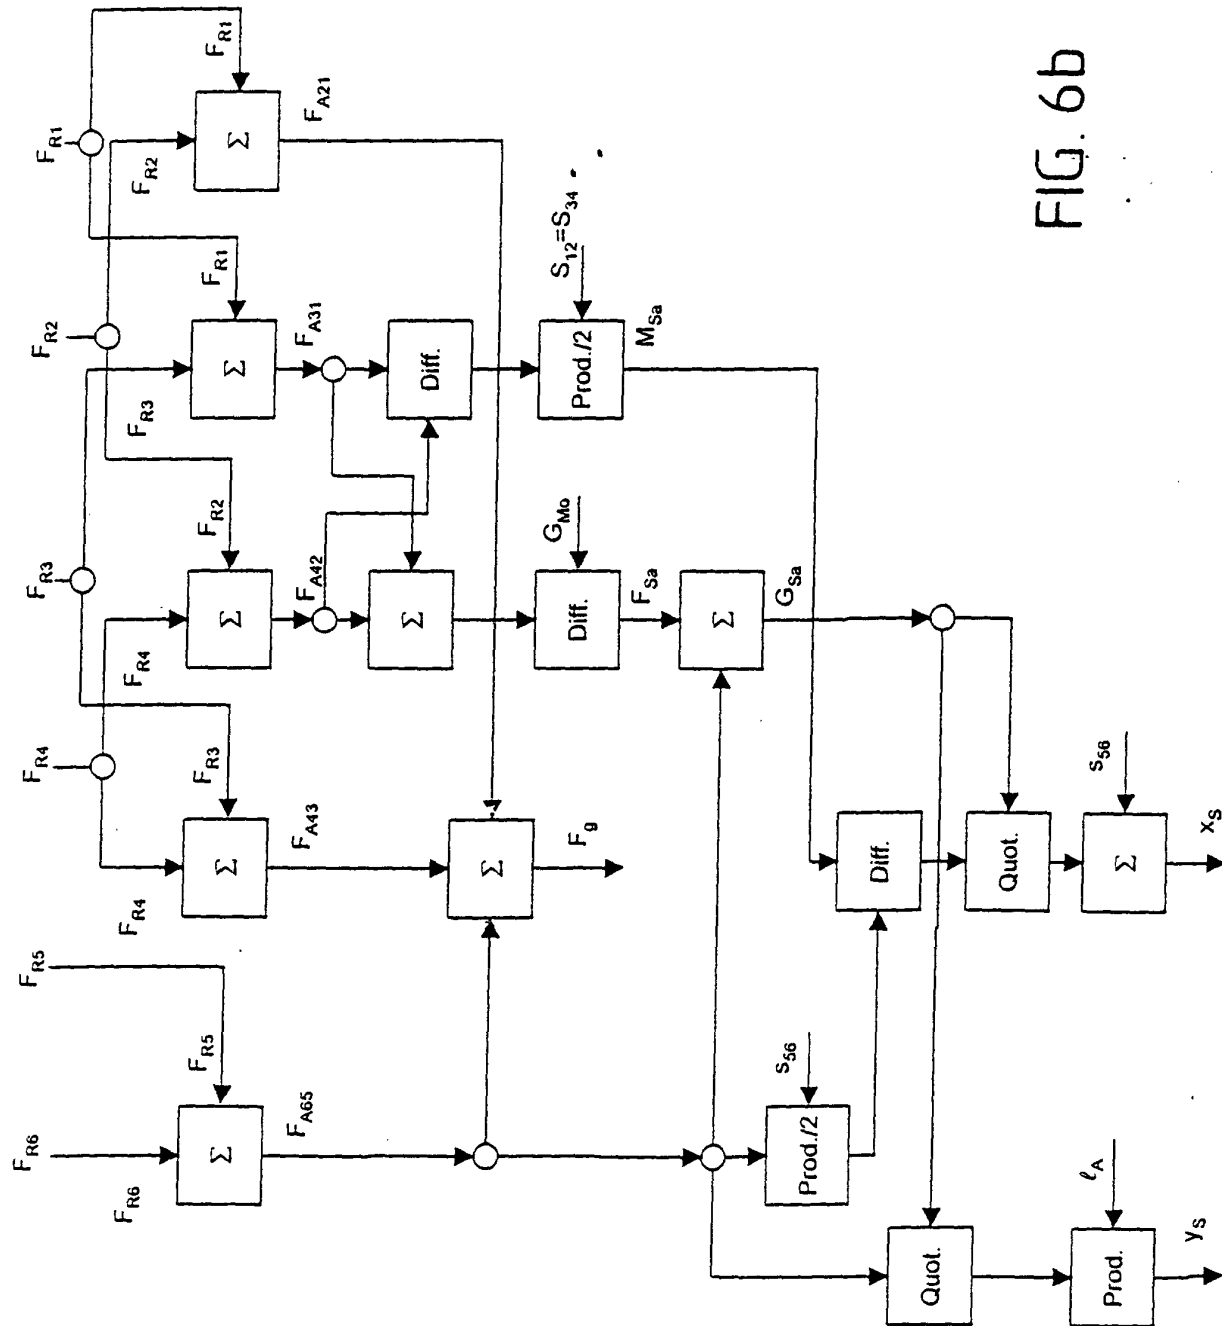 F_R6
F_R5
F_R4
F_R3
F_R2
F_R1
F_R6
F_R5
F_R4
F_R3
F_R4
F_R2
F_R3
F_R1
F_R2
F_R1
Σ
Σ
Σ
Σ
Σ
F_A65
F_A43
F_A42
F_A31
F_A21
Σ
Σ
Diff.
F_g
G_Mo
S_12=S_34
Diff.
Prod./2
F_Sa
M_Sa
Σ
G_Sa
s_56
Prod./2
Diff.
Quot.
Quot.
s_56
ℓ_A
Prod.
Σ
y_S
x_S
FIG. 6b